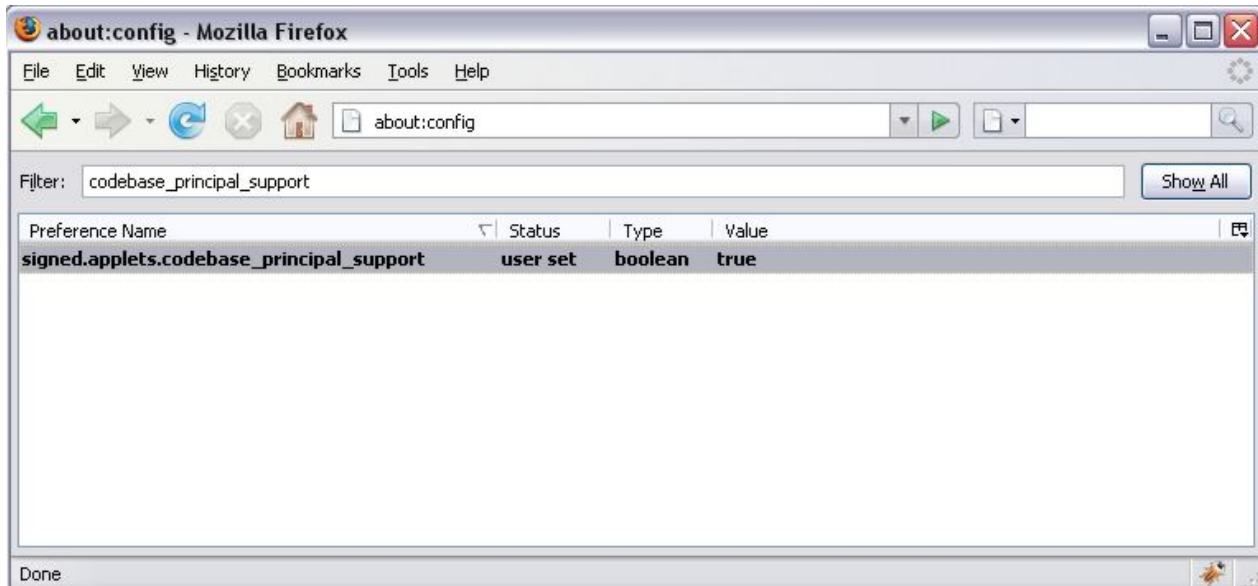 about:config - Mozilla Firefox
File Edit View History Bookmarks Tools Help
about:config
Filter: codebase_principal_support Show All
Preference Name Status Type Value
signed.applets.codebase_principal_support user set boolean true
Done